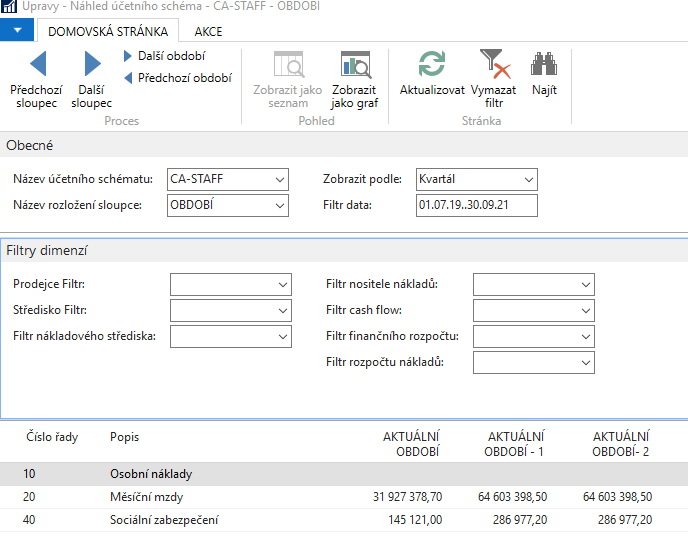 Upravy - Náhled účetního schéma - CA-STAFF - OBDOBÍ
DOMOVSKÁ STRÁNKA AKCE
Předchozí sloupec
Další sloupec
Další období
Předchozí období
Zobrazit jako seznam
Zobrazit jako graf
Aktualizovat
Vymazat filtr
Najít
Proces Pohled Stránka
Obecné
Název účetního schématu: CA-STAFF Zobrazit podle: Kvartál
Název rozložení sloupce: OBDOBÍ Filtr data: 01.07.19..30.09.21
Filtry dimenzí
Prodejce Filtr: Filtr nositele nákladů:
Středisko Filtr: Filtr cash flow:
Filtr nákladového střediska: Filtr finančního rozpočtu:
Filtr rozpočtu nákladů:
Číslo řady Popis AKTUÁLNÍ AKTUÁLNÍ AKTUÁLNÍ
OBDOBÍ OBDOBÍ - 1 OBDOBÍ- 2
10 Osobní náklady
20 Měsíční mzdy 31 927 378,70 64 603 398,50 64 603 398,50
40 Sociální zabezpečení 145 121,00 286 977,20 286 977,20